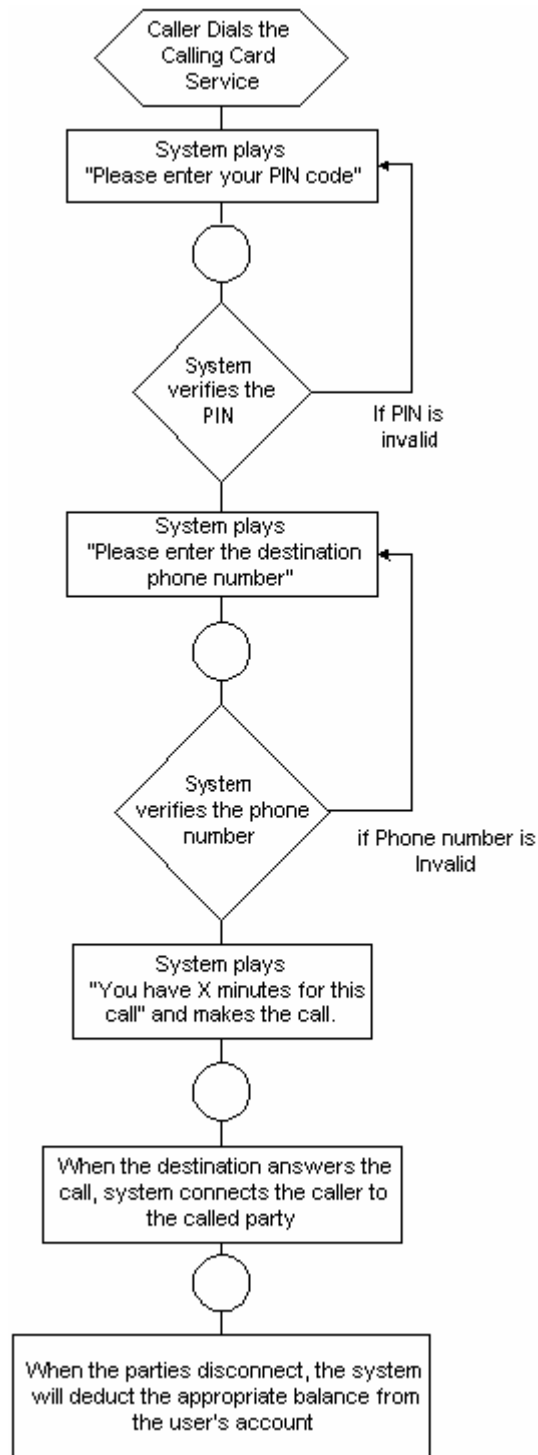 Caller Dials the
Calling Card
Service
System plays
"Please enter your PIN code"
System
verifies the
PIN
If PIN is
invalid
System plays
"Please enter the destination
phone number"
System
verifies the phone
number
if Phone number is
Invalid
System plays
"You have X minutes for this
call" and makes the call.
When the destination answers the
call, system connects the caller to
the called party
When the parties disconnect, the system
will deduct the appropriate balance from
the user's account